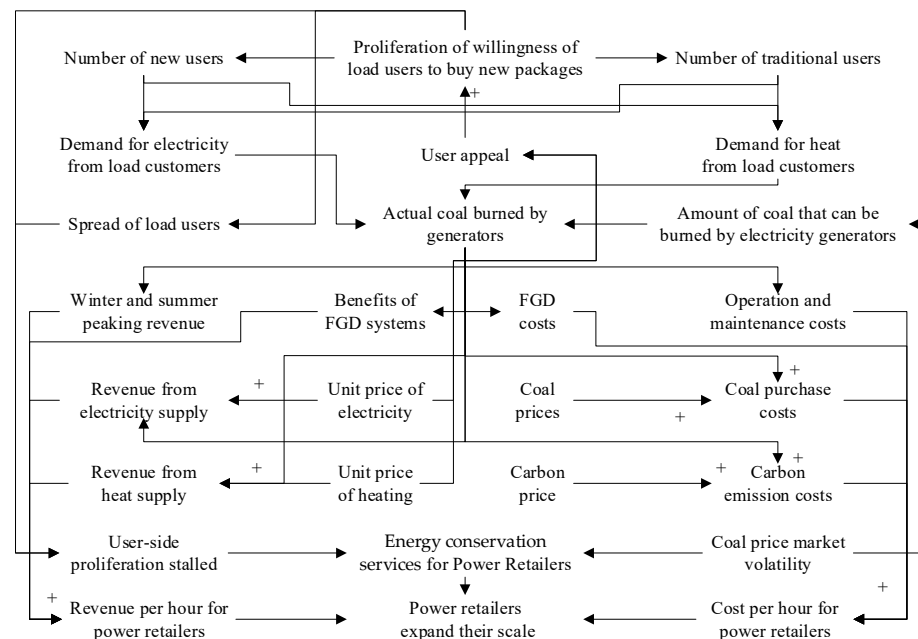 Number of new users
Proliferation of willingness of
load users to buy new packages
Number of traditional users
+
Demand for electricity
from load customers
User appeal
Demand for heat
from load customers
Spread of load users
Actual coal burned by
generators
Amount of coal that can be
burned by electricity generators
Winter and summer
peaking revenue
Benefits of
FGD systems
FGD
costs
Operation and
maintenance costs
Revenue from
electricity supply
+
Unit price of
electricity
Coal
prices
+
+
Coal purchase
costs
Revenue from
heat supply
+
Unit price
of heating
Carbon
price
+
+
Carbon
emission costs
User-side
proliferation stalled
Energy conservation
services for Power Retailers
Coal price market
volatility
+
Revenue per hour for
power retailers
Power retailers
expand their scale
+
Cost per hour for
power retailers